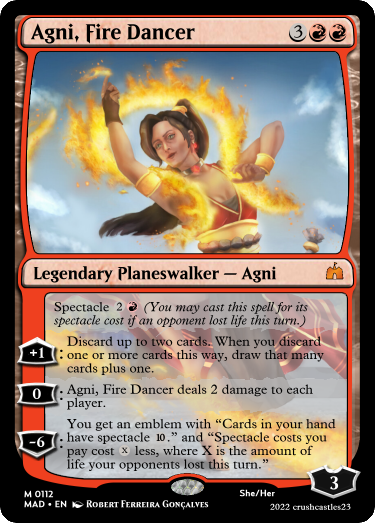 Agni, Fire Dancer 3
Legendary Planeswalker — Agni
Spectacle 2 (You may cast this spell for its
spectacle cost if an opponent lost life this turn.)
+1: Discard up to two cards. When you discard
one or more cards this way, draw that many
cards plus one.
0: Agni, Fire Dancer deals 2 damage to each
player.
-6: You get an emblem with “Cards in your hand
have spectacle 10.” and “Spectacle costs you
pay cost X less, where X is the amount of
life your opponents lost this turn.”
3
M 0112
MAD • EN Robert Ferreira Gonçalves
She/Her
2022 crushcastles23